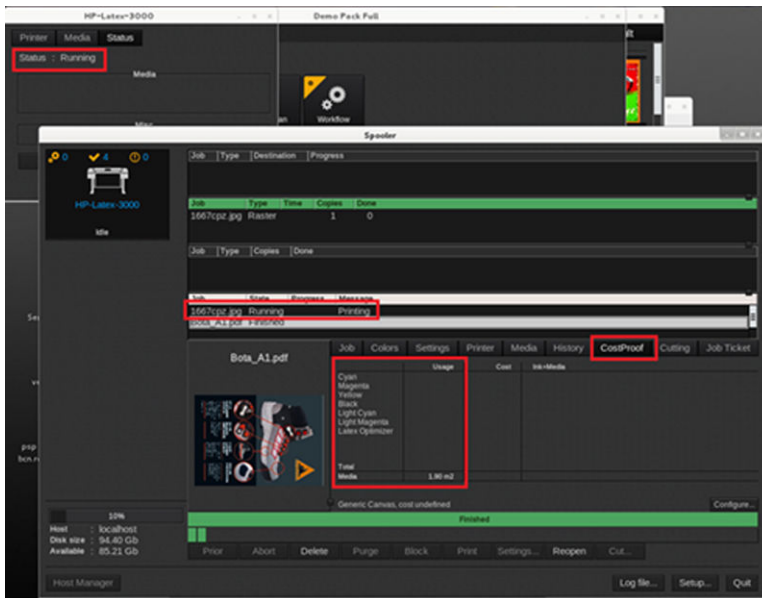 HP-Latex-3000
Demo Pack Full
Printer Media Status
Status : Running
Media
Workflow
Spooler
0 4 0
Job Type Destination Progress
HP-Latex-3000
Idle
Job Type Time Copies Done
1667cpz.jpg Raster 1 0
Job Type Copies Done
Job State Progress Message
1667cpz.jpg Running Printing
Bota_A1.pdf Finished
Bota_A1.pdf
Job Colors Settings Printer Media History CostProof Cutting Job Ticket
Usage Cost Ink+Media
Cyan
Magenta
Yellow
Black
Light Cyan
Light Magenta
Latex Optimizer
Total
Media 1.90 m2
Generic Canvas, cost undefined
Configure...
10%
Finished
Host : localhost
Disk size : 94.40 Gb
Available : 85.21 Gb
Prior Abort Delete Purge Block Print Settings... Reopen Cut...
Host Manager
Log file... Setup... Quit